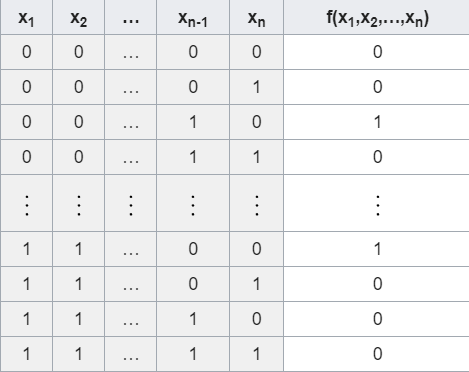 x1 x2 ... xn-1 xn f(x1,x2,...,xn)
0 0 ... 0 0 0
0 0 ... 0 1 0
0 0 ... 1 0 1
0 0 ... 1 1 0
⋮ ⋮ ⋮ ⋮ ⋮ ⋮
1 1 ... 0 0 1
1 1 ... 0 1 0
1 1 ... 1 0 0
1 1 ... 1 1 0